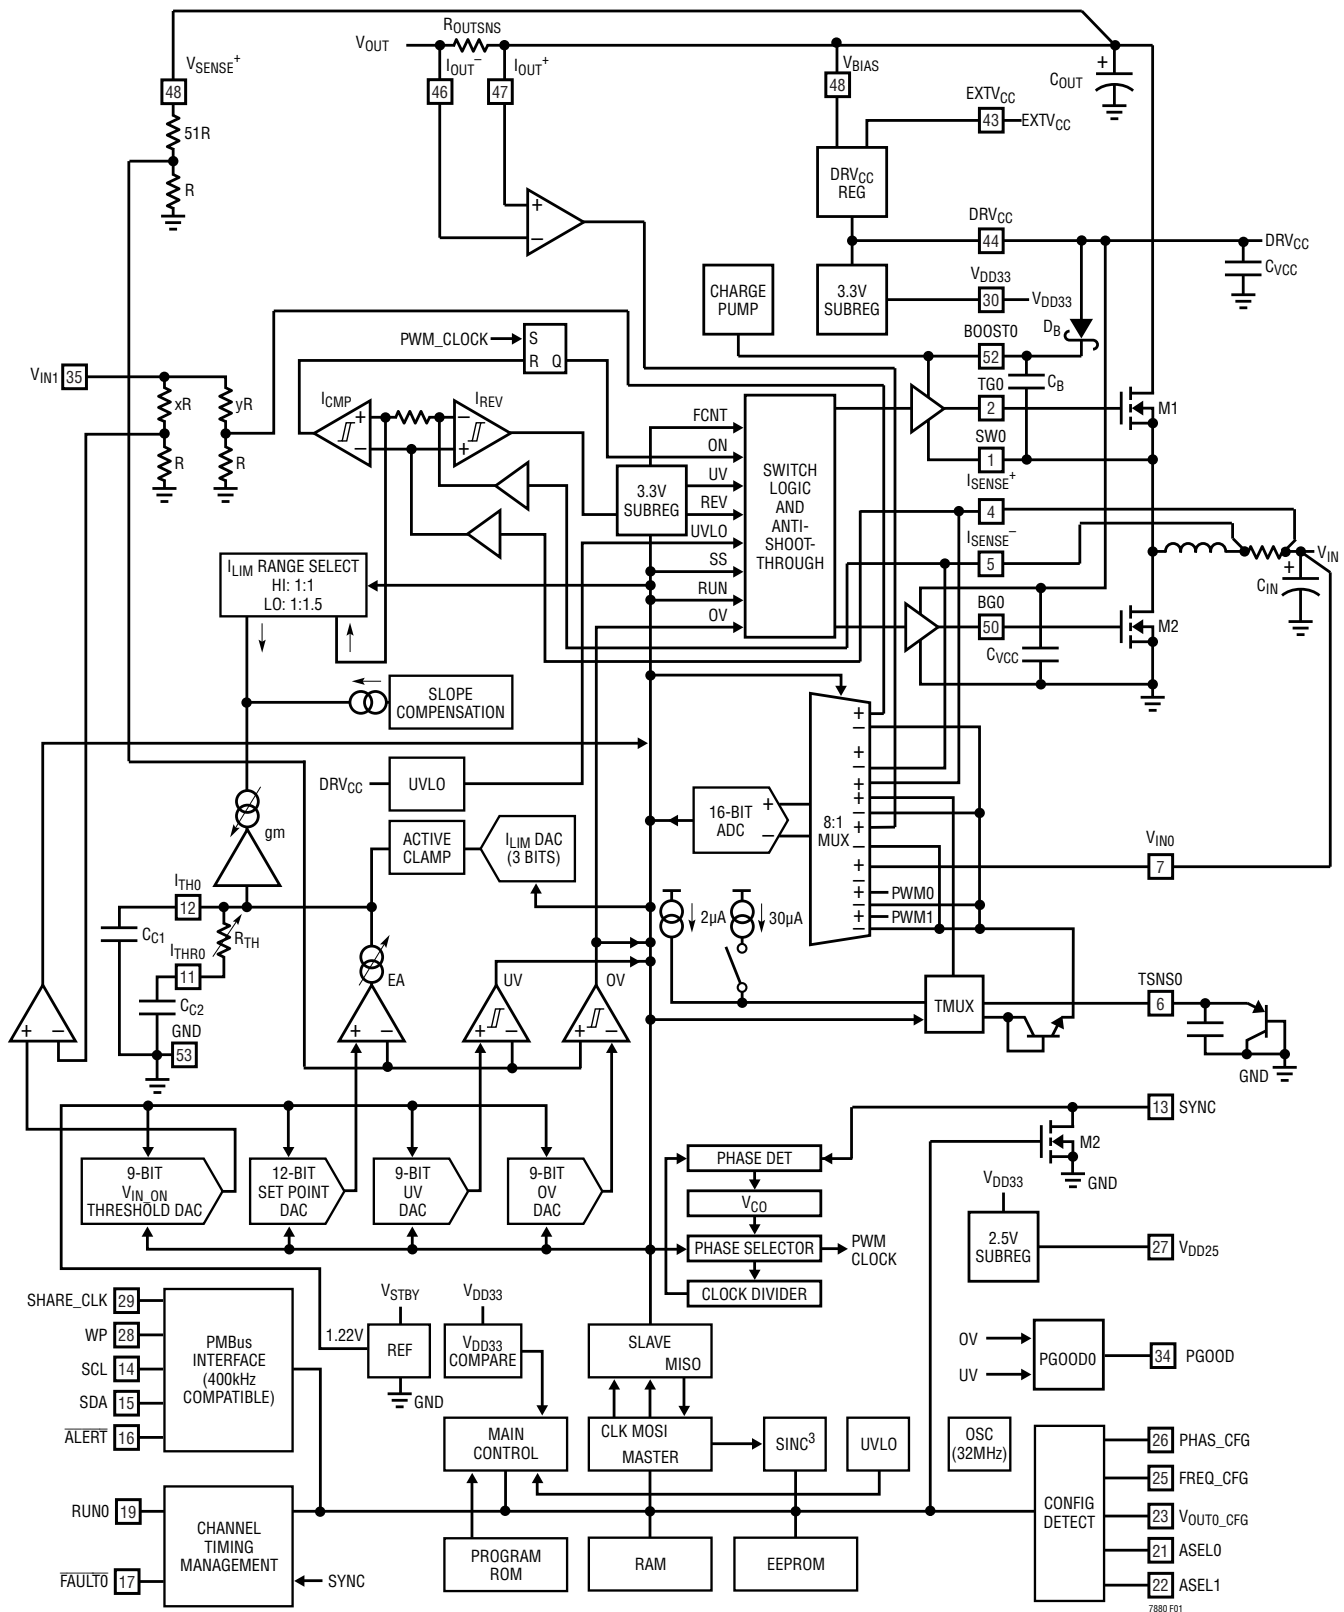 VOUT
ROUTSNS
IOUT−
IOUT+
VSENSE+
48
46
47
VBIAS
48
COUT
+
51R
R
EXTVCC
43
EXTVCC
DRVCC
REG
+
−
DRVCC
44
DRVCC
CVCC
CHARGE
PUMP
3.3V
SUBREG
VDD33
30
VDD33
DB
BOOST0
52
CB
PWM_CLOCK
S
R Q
VIN1
35
xR
yR
R
R
ICMP
IREV
+
−
−
+
TG0
2
M1
SW0
1
FCNT
ON
UV
REV
UVLO
SS
RUN
OV
3.3V
SUBREG
SWITCH
LOGIC
AND
ANTI-
SHOOT-
THROUGH
ISENSE+
4
ISENSE−
5
VIN
+
CIN
ILIM RANGE SELECT
HI: 1:1
LO: 1:1.5
BG0
50
M2
CVCC
SLOPE
COMPENSATION
DRVCC
UVLO
gm
ACTIVE
CLAMP
ILIM DAC
(3 BITS)
16-BIT
ADC
+
−
8:1
MUX
+
−
+
−
+
+
−
+
−
+
−
+
−
+
−
PWM0
PWM1
VIN0
7
2µA
30µA
ITH0
12
CC1
RTH
ITHR0
11
CC2
GND
53
EA
UV
OV
+
−
+
−
+
−
+
−
TMUX
TSNS0
6
GND
13
SYNC
M2
GND
9-BIT
VIN_ON
THRESHOLD DAC
12-BIT
SET POINT
DAC
9-BIT
UV
DAC
9-BIT
OV
DAC
PHASE DET
VCO
PHASE SELECTOR
CLOCK DIVIDER
PWM
CLOCK
VDD33
2.5V
SUBREG
27
VDD25
SHARE_CLK
29
WP
28
SCL
14
SDA
15
ALERT
16
PMBus
INTERFACE
(400kHz
COMPATIBLE)
1.22V
VSTBY
REF
GND
VDD33
VDD33
COMPARE
SLAVE
MISO
OV
UV
PGOOD0
34
PGOOD
MAIN
CONTROL
CLK MOSI
MASTER
SINC3
UVLO
OSC
(32MHz)
RUN0
19
FAULT0
17
CHANNEL
TIMING
MANAGEMENT
SYNC
PROGRAM
ROM
RAM
EEPROM
CONFIG
DETECT
26
PHAS_CFG
25
FREQ_CFG
23
VOUT0_CFG
21
ASEL0
22
ASEL1
7880 F01